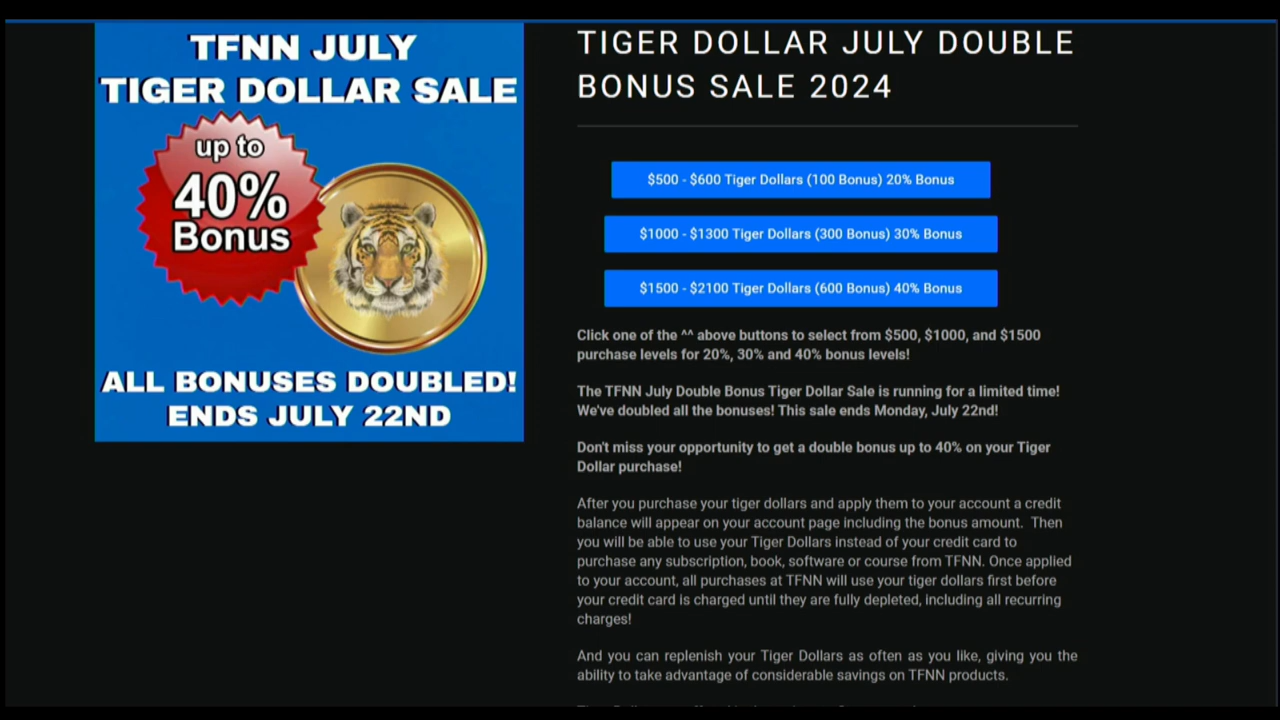 TFNN JULY
TIGER DOLLAR SALE
up to
40%
Bonus
ALL BONUSES DOUBLED!
ENDS JULY 22ND
TIGER DOLLAR JULY DOUBLE
BONUS SALE 2024
$500 - $600 Tiger Dollars (100 Bonus) 20% Bonus
$1000 - $1300 Tiger Dollars (300 Bonus) 30% Bonus
$1500 - $2100 Tiger Dollars (600 Bonus) 40% Bonus
Click one of the ^^ above buttons to select from $500, $1000, and $1500
purchase levels for 20%, 30% and 40% bonus levels!
The TFNN July Double Bonus Tiger Dollar Sale is running for a limited time!
We've doubled all the bonuses! This sale ends Monday, July 22nd!
Don't miss your opportunity to get a double bonus up to 40% on your Tiger
Dollar purchase!
After you purchase your tiger dollars and apply them to your account a credit
balance will appear on your account page including the bonus amount. Then
you will be able to use your Tiger Dollars instead of your credit card to
purchase any subscription, book, software or course from TFNN. Once applied
to your account, all purchases at TFNN will use your tiger dollars first before
your credit card is charged until they are fully depleted, including all recurring
charges!
And you can replenish your Tiger Dollars as often as you like, giving you the
ability to take advantage of considerable savings on TFNN products.